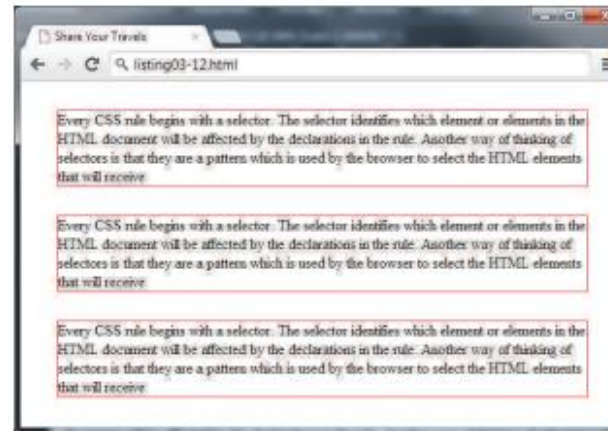 Share Your Travels
listing03-12.html
Every CSS rule begins with a selector. The selector identifies which element or elements in the
HTML document will be affected by the declarations in the rule. Another way of thinking of
selectors is that they are a pattern which is used by the browser to select the HTML elements
that will receive
Every CSS rule begins with a selector. The selector identifies which element or elements in the
HTML document will be affected by the declarations in the rule. Another way of thinking of
selectors is that they are a pattern which is used by the browser to select the HTML elements
that will receive
Every CSS rule begins with a selector. The selector identifies which element or elements in the
HTML document will be affected by the declarations in the rule. Another way of thinking of
selectors is that they are a pattern which is used by the browser to select the HTML elements
that will receive